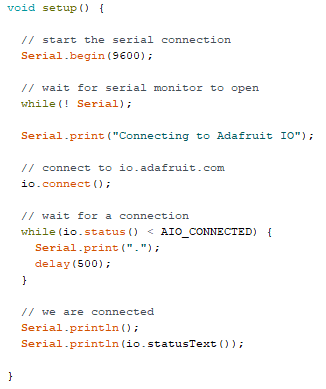 void setup() {

  // start the serial connection
  Serial.begin(9600);

  // wait for serial monitor to open
  while(! Serial);

  Serial.print("Connecting to Adafruit IO");

  // connect to io.adafruit.com
  io.connect();

  // wait for a connection
  while(io.status() < AIO_CONNECTED) {
    Serial.print(".");
    delay(500);
  }

  // we are connected
  Serial.println();
  Serial.println(io.statusText());

}